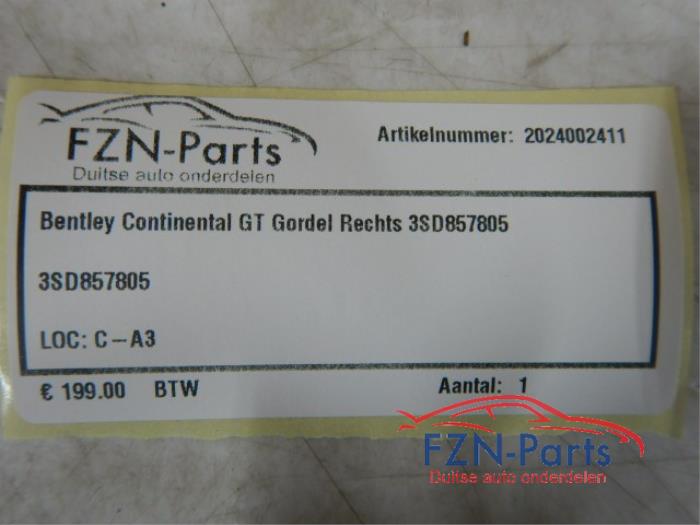 FZN-Parts
Duitse auto onderdelen
Artikelnummer: 2024002411
Bentley Continental GT Gordel Rechts 3SD857805
3SD857805
LOC: C-A3
€ 199.00 BTW
Aantal: 1
FZN-Parts
Duitse auto onderdelen